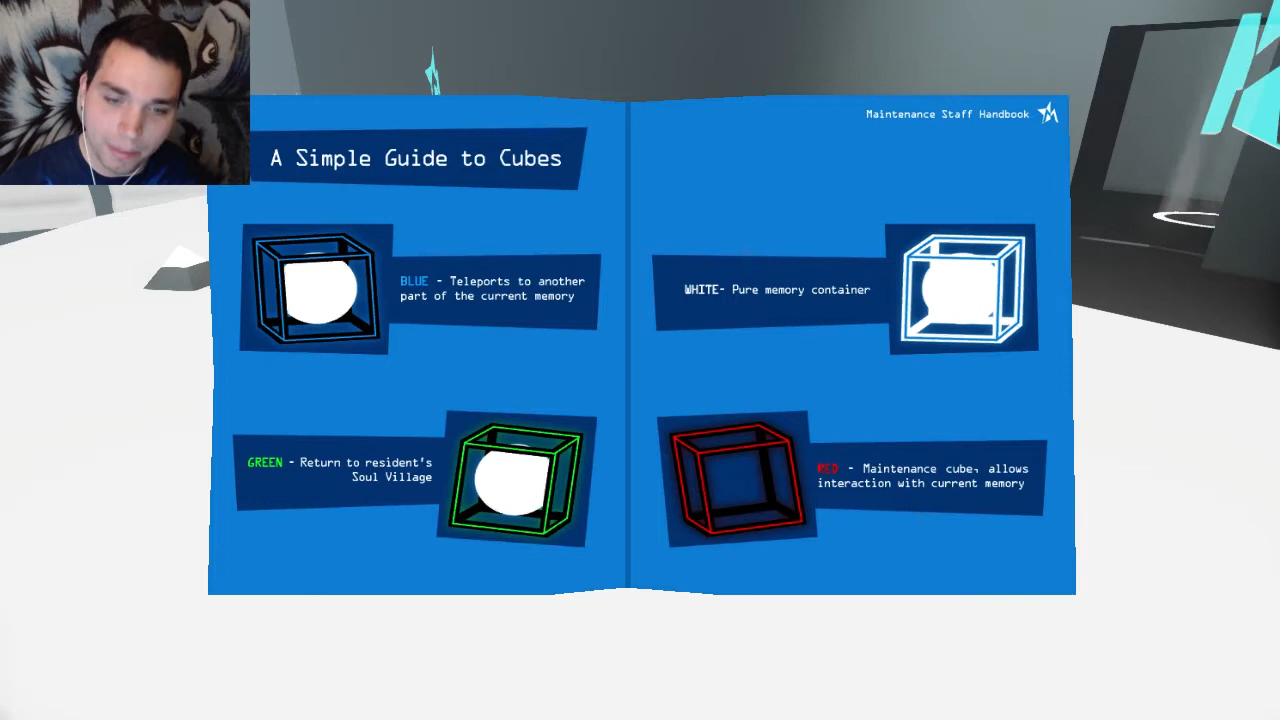 Maintenance Staff Handbook
A Simple Guide to Cubes
BLUE - Teleports to another
part of the current memory
WHITE- Pure memory container
GREEN - Return to resident's
Soul Village
RED - Maintenance cube, allows
interaction with current memory